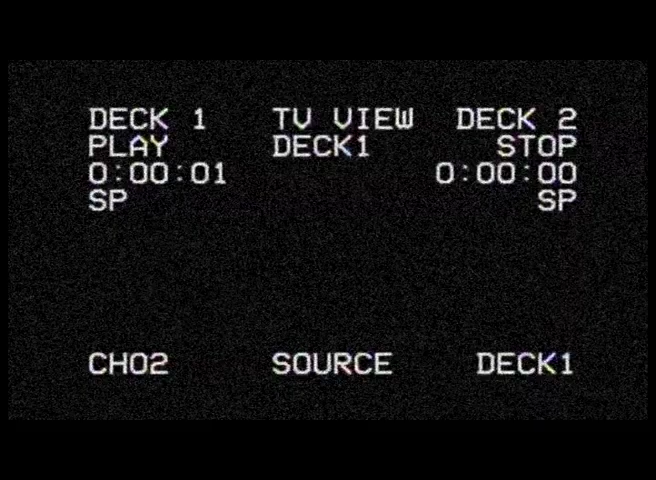 DECK 1 TV VIEW DECK 2
PLAY DECK1 STOP
0:00:01 0:00:00
SP SP
CH02 SOURCE DECK1